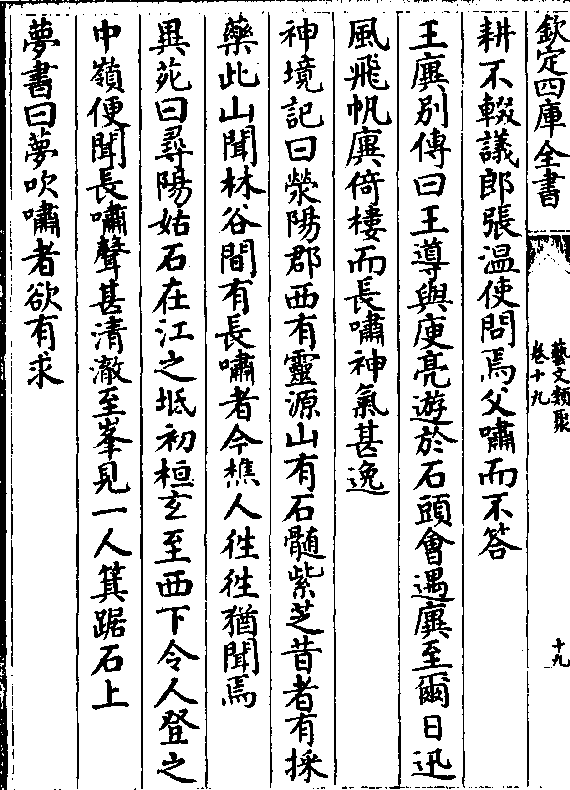 欽定四庫全書
藝文類聚
卷十九
十九
耕不輟議郎張温使問焉父嘯而不答
王廙别傳曰王導與庾亮遊於石頭會遇廙至爾日迅
風飛帆廙倚樓而長嘯神氣甚逸
神境記曰滎陽郡西有靈源山有石髓紫芝昔者有採
藥此山聞林谷間有長嘯者令樵人徃徃猶聞焉
異苑曰尋陽姑石在江之坻初桓玄至西下令人登之
中嶺便聞長嘯聲甚清澈至峯見一人箕踞石上
夢書曰夢吹嘯者欲有求